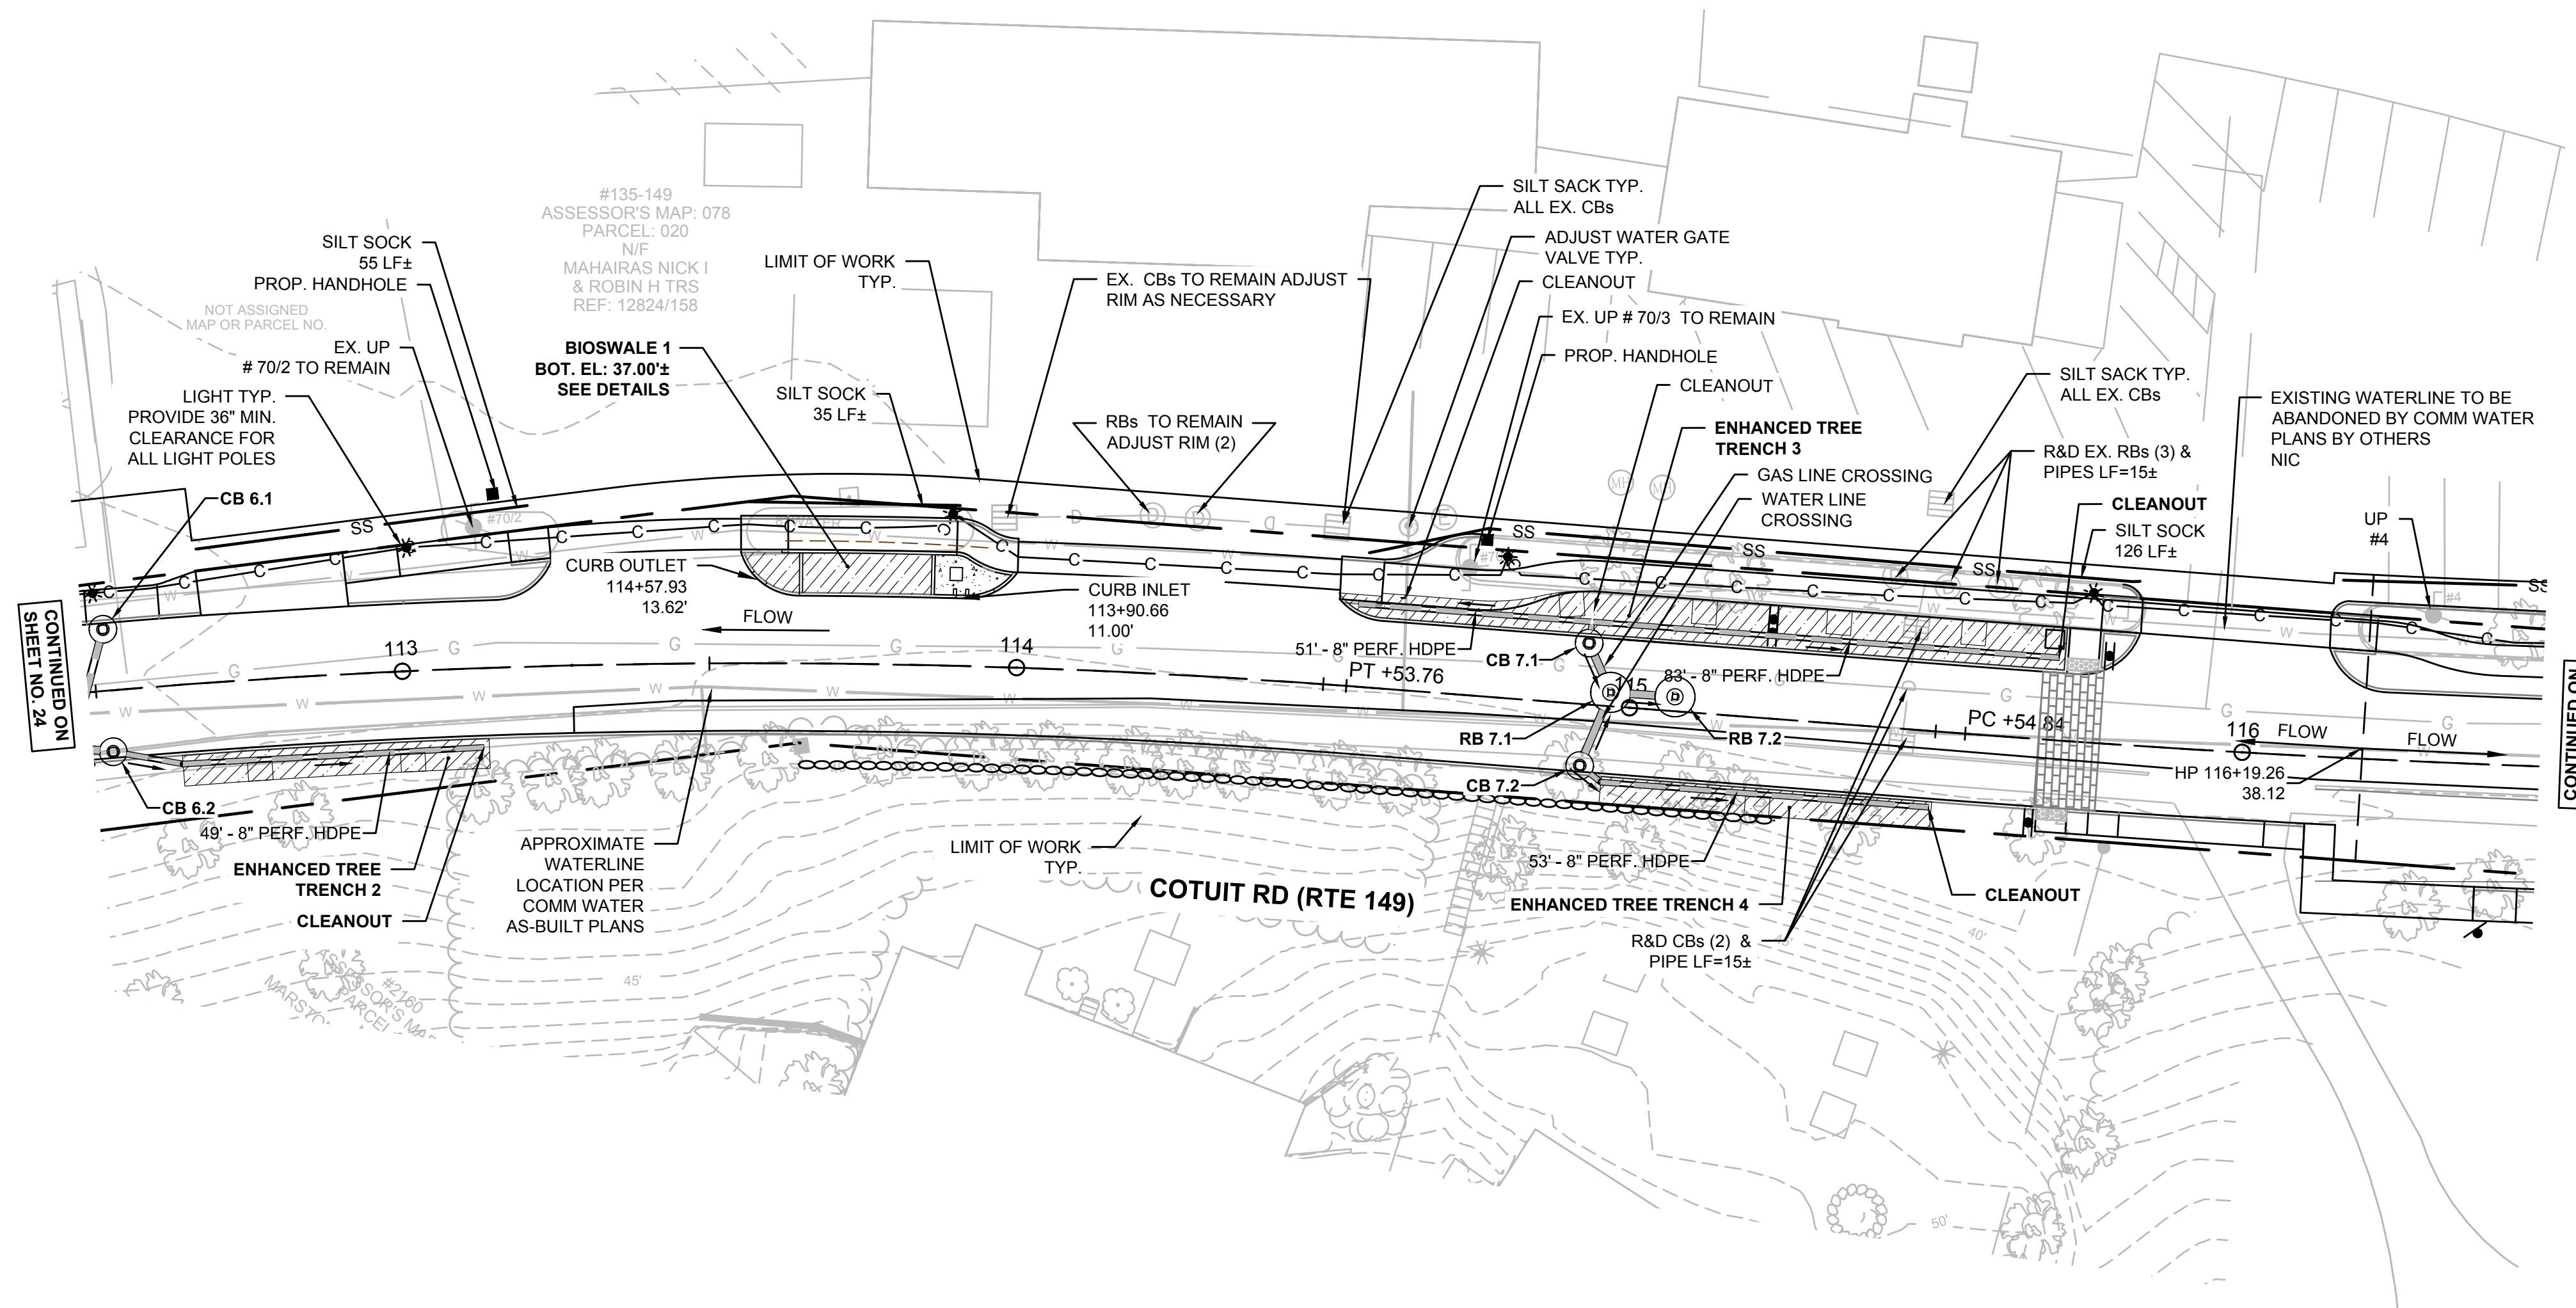 #135-149
ASSESSOR'S MAP: 078
PARCEL: 020
N/F
MAHAIRAS NICK I
& ROBIN H TRS
REF: 12824/158
NOT ASSIGNED
MAP OR PARCEL NO.
SILT SOCK
55 LF±
PROP. HANDHOLE
EX. UP
# 70/2 TO REMAIN
LIGHT TYP.
PROVIDE 36" MIN.
CLEARANCE FOR
ALL LIGHT POLES
CB 6.1
BIOSWALE 1
BOT. EL: 37.00'±
SEE DETAILS
LIMIT OF WORK
TYP.
SILT SOCK
35 LF±
EX. CBs TO REMAIN ADJUST
RIM AS NECESSARY
RBs TO REMAIN
ADJUST RIM (2)
SILT SACK TYP.
ALL EX. CBs
ADJUST WATER GATE
VALVE TYP.
CLEANOUT
EX. UP # 70/3 TO REMAIN
PROP. HANDHOLE
CLEANOUT
ENHANCED TREE
TRENCH 3
GAS LINE CROSSING
WATER LINE
CROSSING
SILT SACK TYP.
ALL EX. CBs
R&D EX. RBs (3) &
PIPES LF=15±
CLEANOUT
SILT SOCK
126 LF±
EXISTING WATERLINE TO BE
ABANDONED BY COMM WATER
PLANS BY OTHERS
NIC
UP
#4
#4
#70/2
SS
SS
SS
SS
MH
MH
CURB OUTLET
114+57.93
13.62'
CURB INLET
113+90.66
11.00'
FLOW
113
114
115
116
51' - 8" PERF. HDPE
PT +53.76
CB 7.1
83' - 8" PERF. HDPE
RB 7.1
RB 7.2
CB 7.2
PC +54.84
FLOW
FLOW
HP 116+19.26
38.12
CONTINUED ON
SHEET NO. 24
CONTINUED ON
CB 6.2
49' - 8" PERF. HDPE
ENHANCED TREE
TRENCH 2
CLEANOUT
APPROXIMATE
WATERLINE
LOCATION PER
COMM WATER
AS-BUILT PLANS
LIMIT OF WORK
TYP.
COTUIT RD (RTE 149)
53' - 8" PERF. HDPE
ENHANCED TREE TRENCH 4
CLEANOUT
R&D CBs (2) &
PIPE LF=15±
45'
40'
50'
#2160